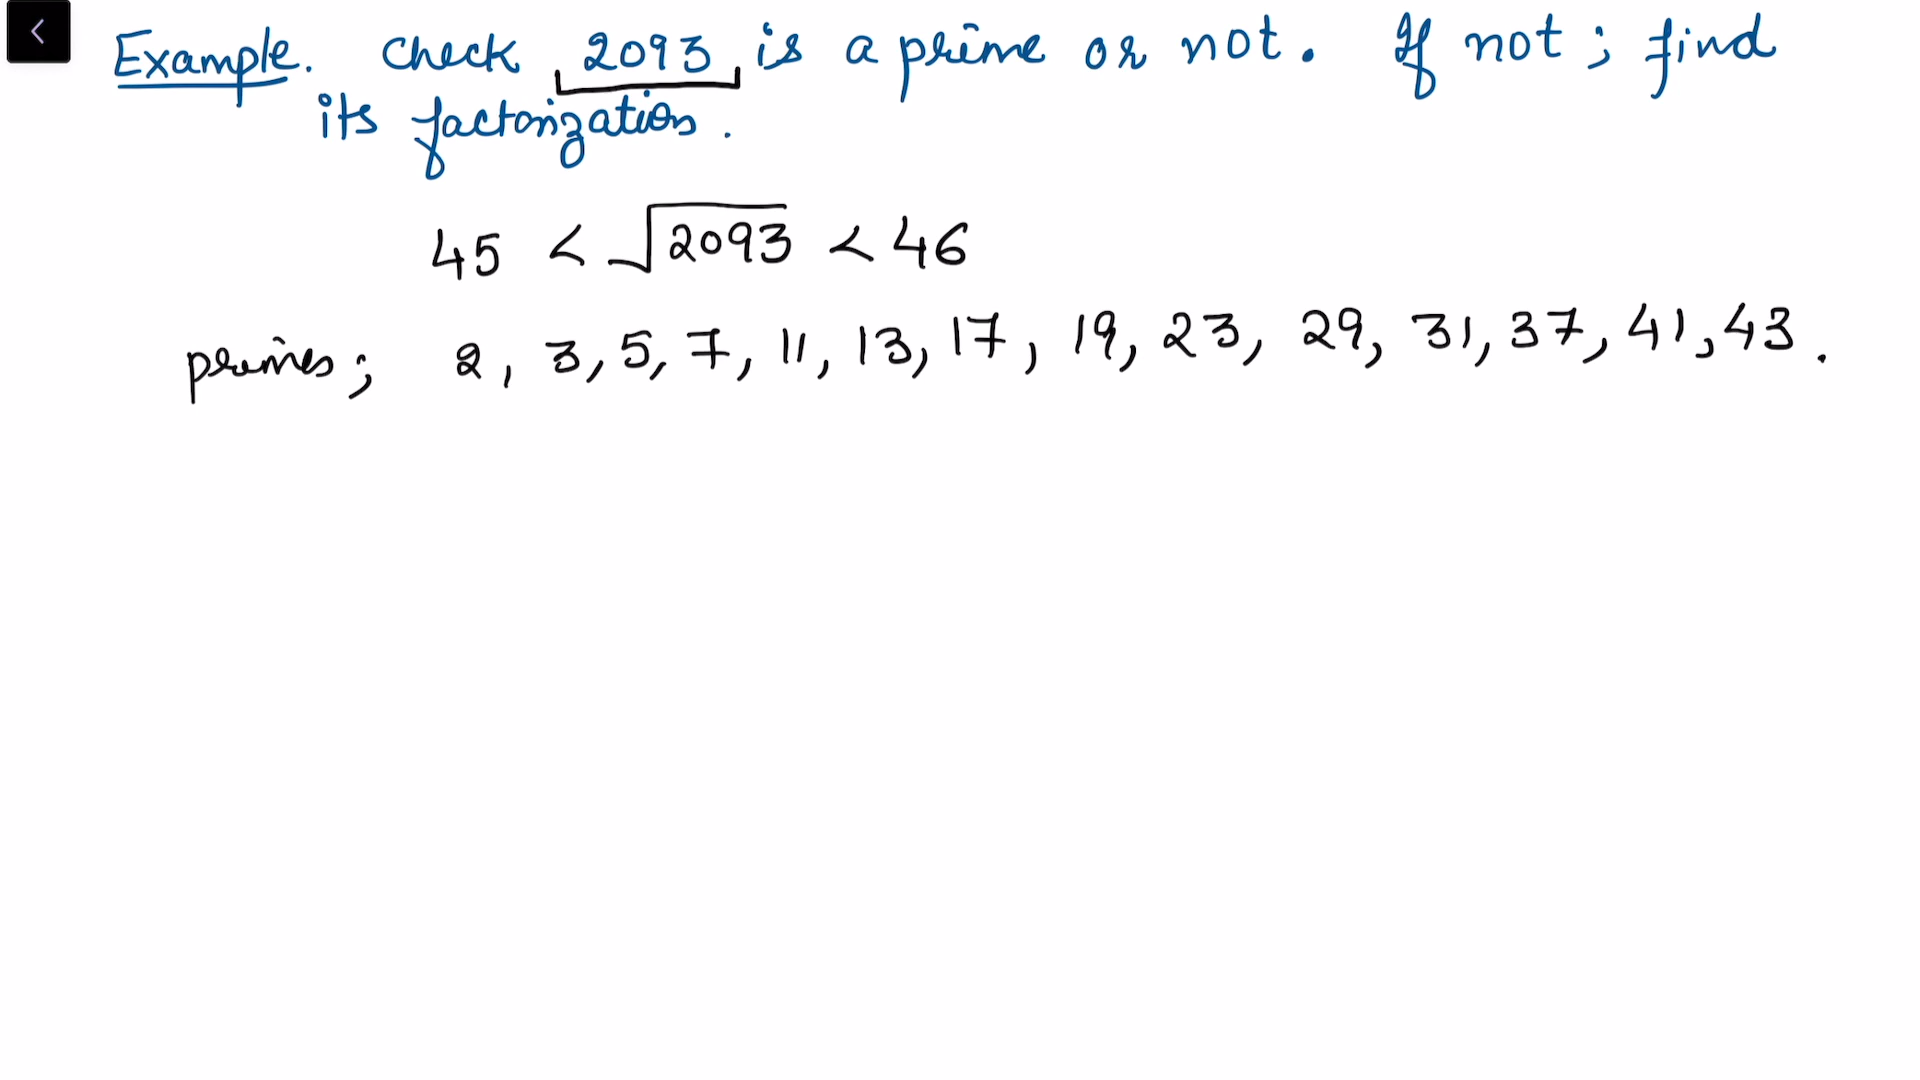 Example. Check 2093 is a prime or not. If not; find
its factorization.
45 < √2093 < 46
primes; 2, 3, 5, 7, 11, 13, 17, 19, 23, 29, 31, 37, 41, 43.